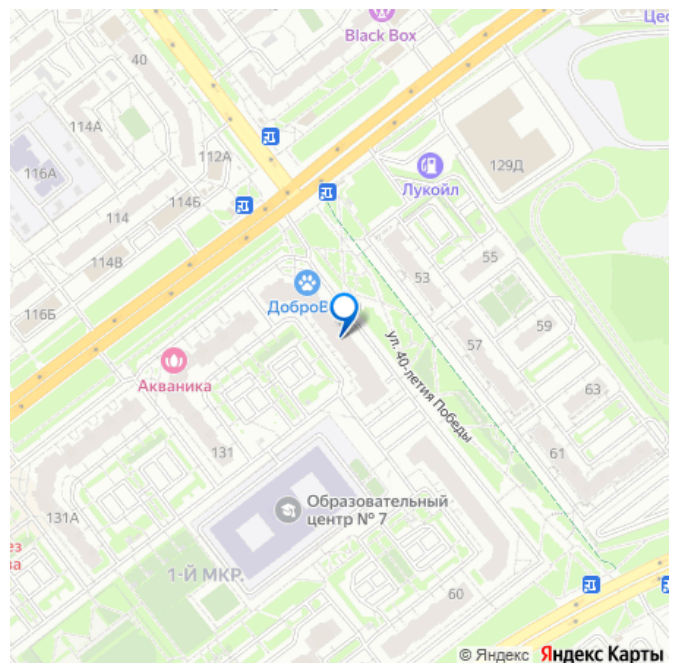 Black Box
Це
40
114А
116А
112А
129Д
Лукойл
114Б
114
114В
53
55
116Б
ДоброВ
59
57
Акваника
ул. 40-летия Победы
63
131
61
Образовательный
центр № 7
131А
ез
ва
1-Й МКР.
60
© Яндекс Яндекс Карты